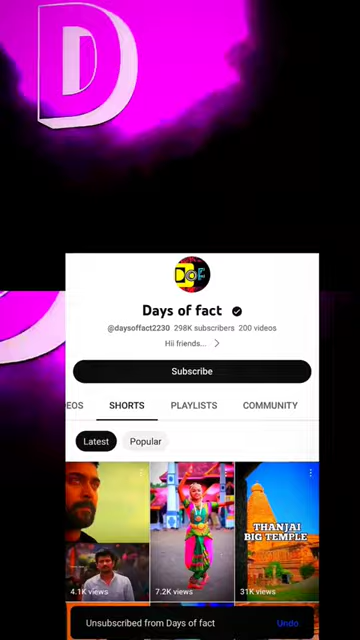 D
DOF
Days of fact
@daysoffact2230 298K subscribers 200 videos
Hii friends...
Subscribe
EOS SHORTS PLAYLISTS COMMUNITY
Latest Popular
THANJAI
BIG TEMPLE
4.1K views 7.2K views 31K views
Unsubscribed from Days of fact Undo